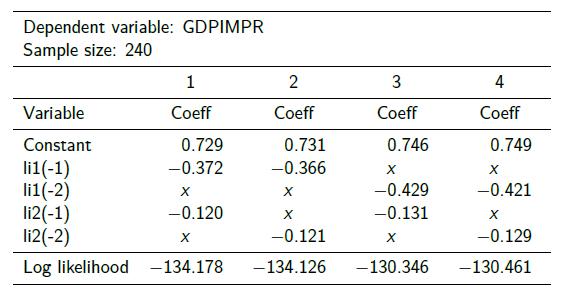 Dependent variable: GDPIMPR
Sample size: 240
1 2 3 4
Variable Coeff Coeff Coeff Coeff
Constant 0.729 0.731 0.746 0.749
li1(-1) −0.372 −0.366 x x
li1(-2) x x −0.429 −0.421
li2(-1) −0.120 x −0.131 x
li2(-2) x −0.121 x −0.129
Log likelihood −134.178 −134.126 −130.346 −130.461